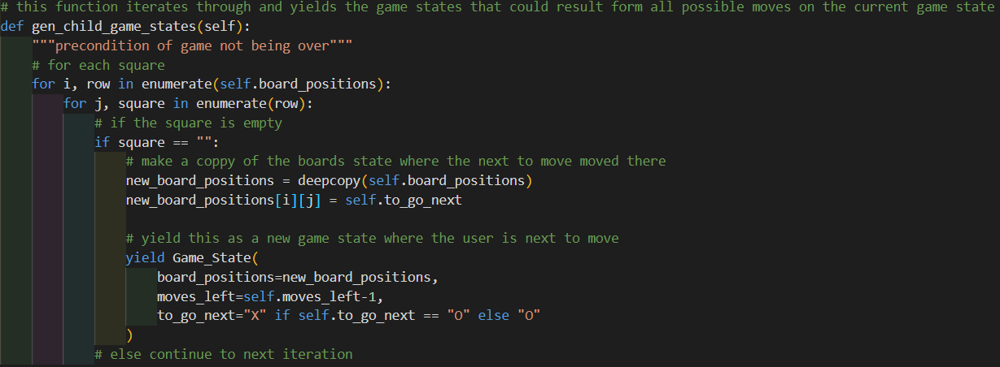 # this function iterates through and yields the game states that could result form all possible moves on the current game state
def gen_child_game_states(self):
    """precondition of game not being over"""
    # for each square
    for i, row in enumerate(self.board_positions):
        for j, square in enumerate(row):
            # if the square is empty
            if square == "":
                # make a coppy of the boards state where the next to move moved there
                new_board_positions = deepcopy(self.board_positions)
                new_board_positions[i][j] = self.to_go_next

                # yield this as a new game state where the user is next to move
                yield Game_State(
                    board_positions=new_board_positions,
                    moves_left=self.moves_left-1,
                    to_go_next="X" if self.to_go_next == "O" else "O"
                )
            # else continue to next iteration